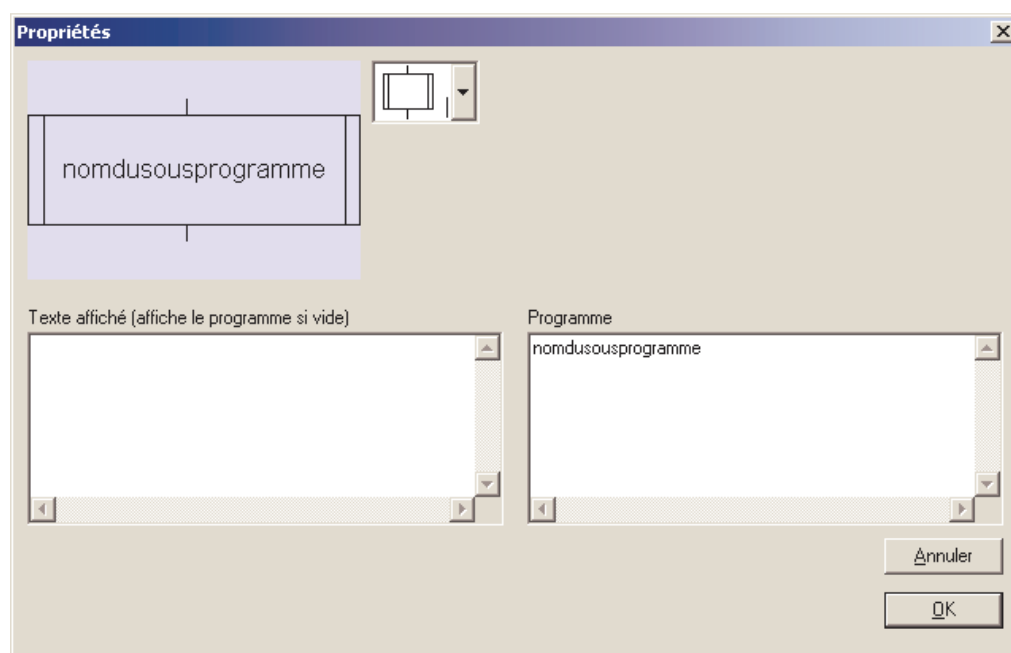 Propriétés
nomdusousprogramme
Texte affiché (affiche le programme si vide)
Programme
nomdusousprogramme
Annuler
OK